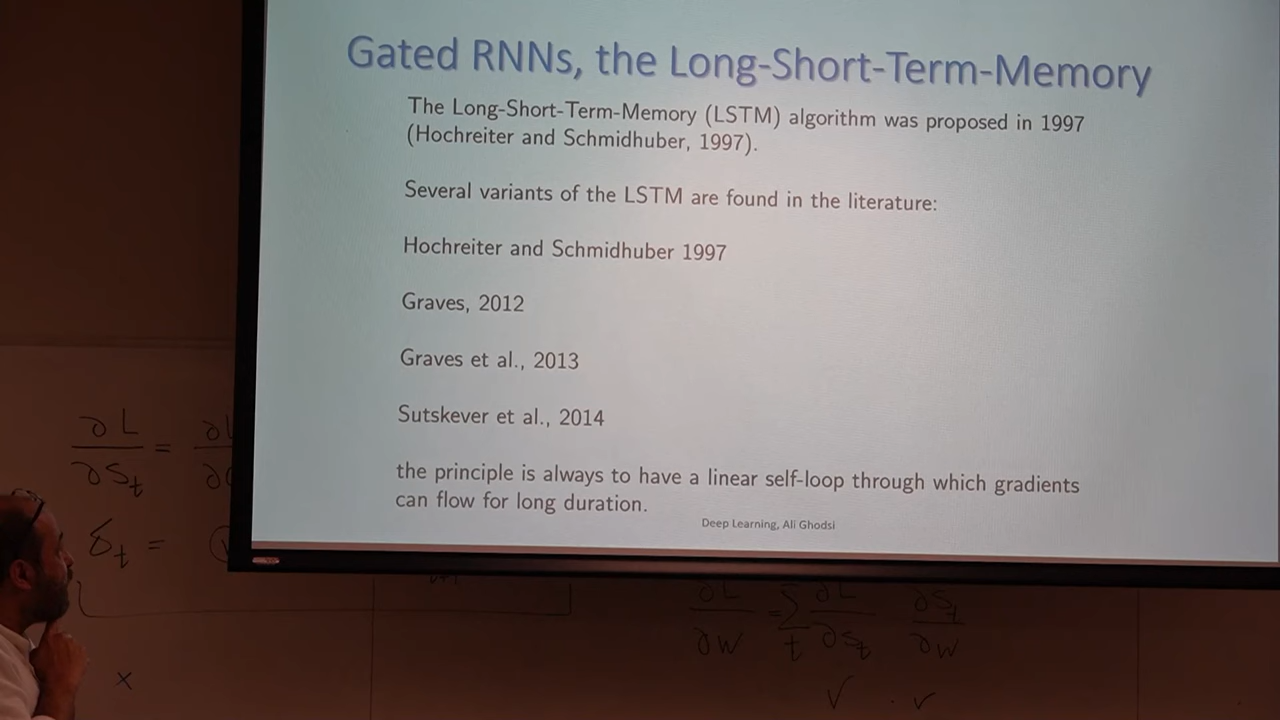 Gated RNNs, the Long-Short-Term-Memory
The Long-Short-Term-Memory (LSTM) algorithm was proposed in 1997
(Hochreiter and Schmidhuber, 1997).
Several variants of the LSTM are found in the literature:
Hochreiter and Schmidhuber 1997
Graves, 2012
Graves et al., 2013
Sutskever et al., 2014
the principle is always to have a linear self-loop through which gradients
can flow for long duration.
Deep Learning, Ali Ghodsi
∂L/∂S_t =
δ_t =
∂L/∂W = Σ_t ∂L/∂S_t ∂S_t/∂W
×
√ . √